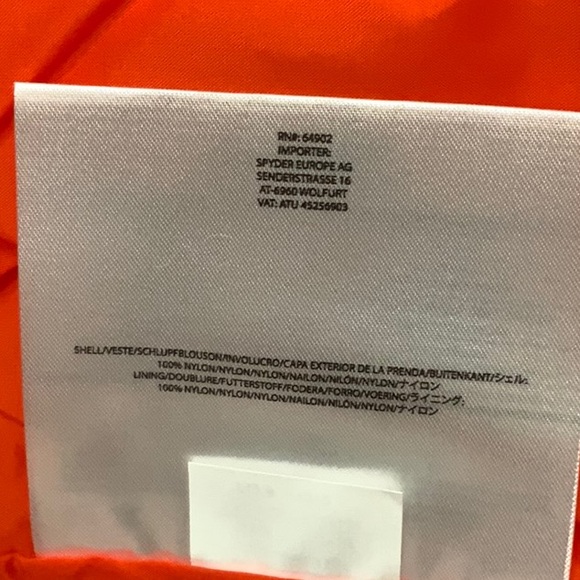 RN#: 64902
IMPORTER:
SPYDER EUROPE AG
SENDERSTRASSE 16
AT-6960 WOLFURT
VAT: ATU 45256903
SHELL/VESTE/SCHLUPFBLOUSON/INVOLUCRO/CAPA EXTERIOR DE LA PRENDA/BUITENKANT/シェル:
100% NYLON/NYLON/NYLON/NAILON/NILÓN/NYLON/ナイロン
LINING/DOUBLURE/FUTTERSTOFF/FODERA/FORRO/VOERING/ライニング:
100% NYLON/NYLON/NYLON/NAILON/NILÓN/NYLON/ナイロン